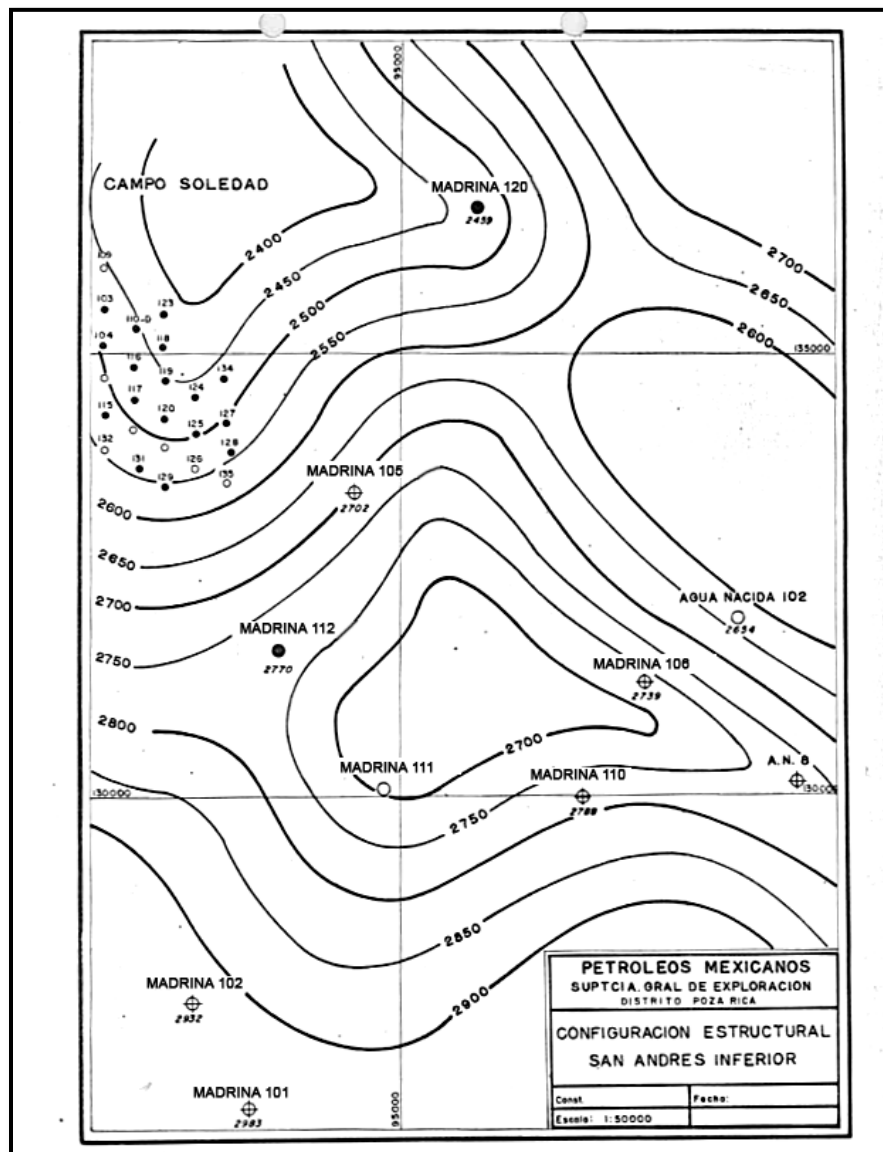 95000
CAMPO SOLEDAD
MADRINA 120
2459
2400
2450
2500
2550
2700
2650
2600
135000
109
103
110-D
123
104
118
116
119
134
117
124
115
120
125
127
132
128
131
126
129
135
MADRINA 105
2702
2600
2650
2700
2750
2800
AGUA NACIDA 102
2654
MADRINA 112
2770
MADRINA 106
2739
2700
A.N. 8
MADRINA 111
MADRINA 110
2788
130000
130000
2750
2850
2900
MADRINA 102
2932
MADRINA 101
2983
95000
PETROLEOS MEXICANOS
SUPTCIA. GRAL DE EXPLORACION
DISTRITO POZA RICA
CONFIGURACION ESTRUCTURAL
SAN ANDRES INFERIOR
Const.
Fecha:
Escala: 1:50000